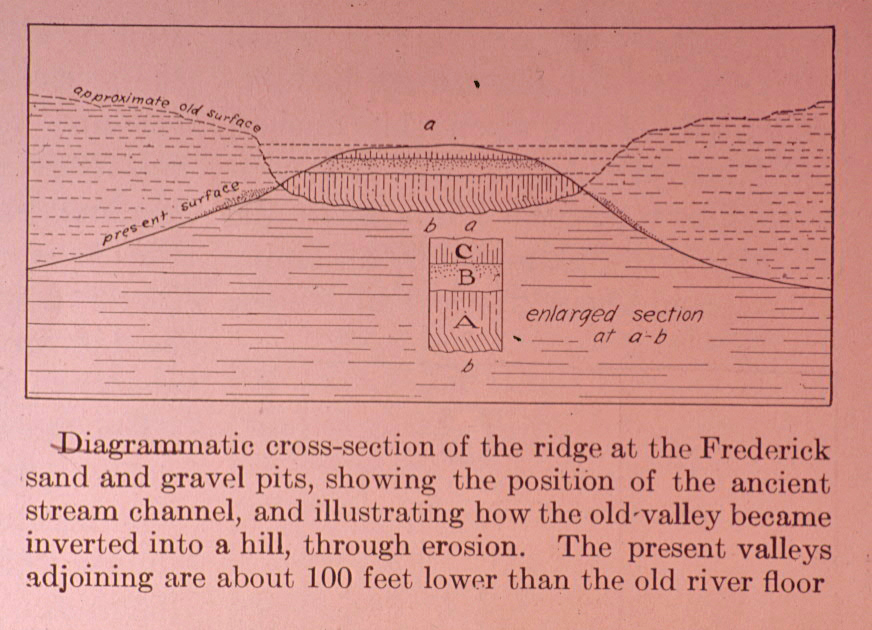 approximate old surface
a
present surface
b a
C
B
A
enlarged section
at a-b
b
Diagrammatic cross-section of the ridge at the Frederick
sand and gravel pits, showing the position of the ancient
stream channel, and illustrating how the old valley became
inverted into a hill, through erosion. The present valleys
adjoining are about 100 feet lower than the old river floor